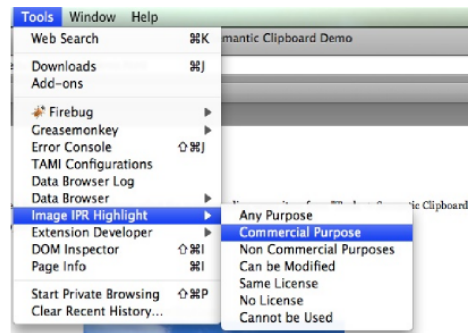 Tools Window Help
Web Search ⌘K
mantic Clipboard Demo
Downloads ⌘J
Add-ons
Firebug
Greasemonkey
Error Console ⇧⌘J
TAMI Configurations
Data Browser Log
Data Browser
Image IPR Highlight
Extension Developer
DOM Inspector ⇧⌘I
Page Info ⌘I
Start Private Browsing ⇧⌘P
Clear Recent History...
Clipboard
Any Purpose
Commercial Purpose
Non Commercial Purposes
Can be Modified
Same License
No License
Cannot be Used